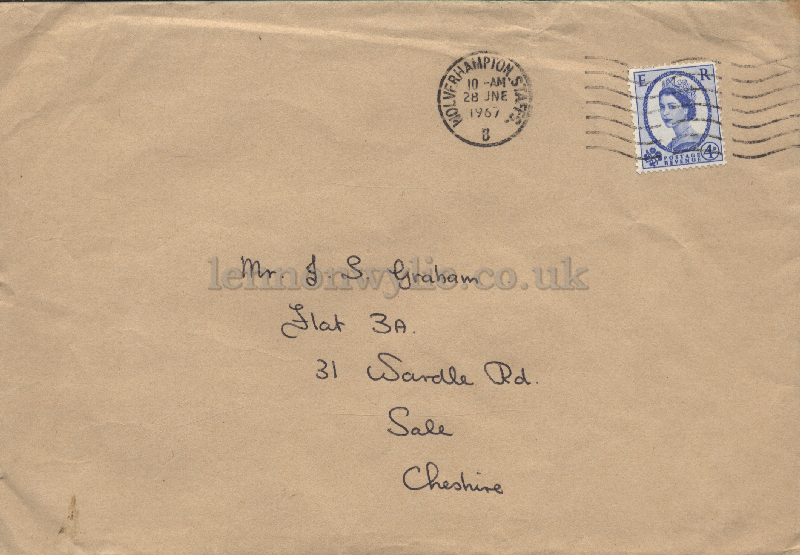 WOLVERHAMPTON STAFFS
10 - AM
28 JNE
1967
B
E R
POSTAGE
REVENUE
4D
lennonwylie.co.uk
Mr. J. S. Graham
Flat 3A.
31 Wardle Rd.
Sale
Cheshire